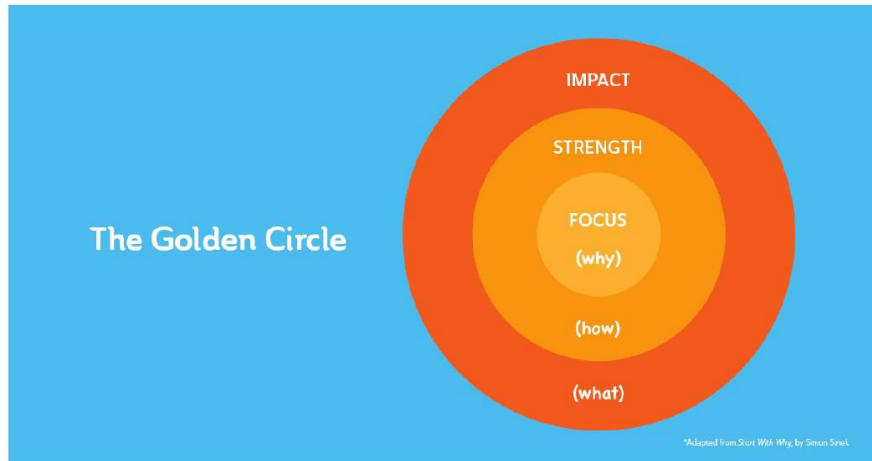 The Golden Circle
IMPACT
STRENGTH
FOCUS
(why)
(how)
(what)
*Adapted from Start With Why, by Simon Sinek